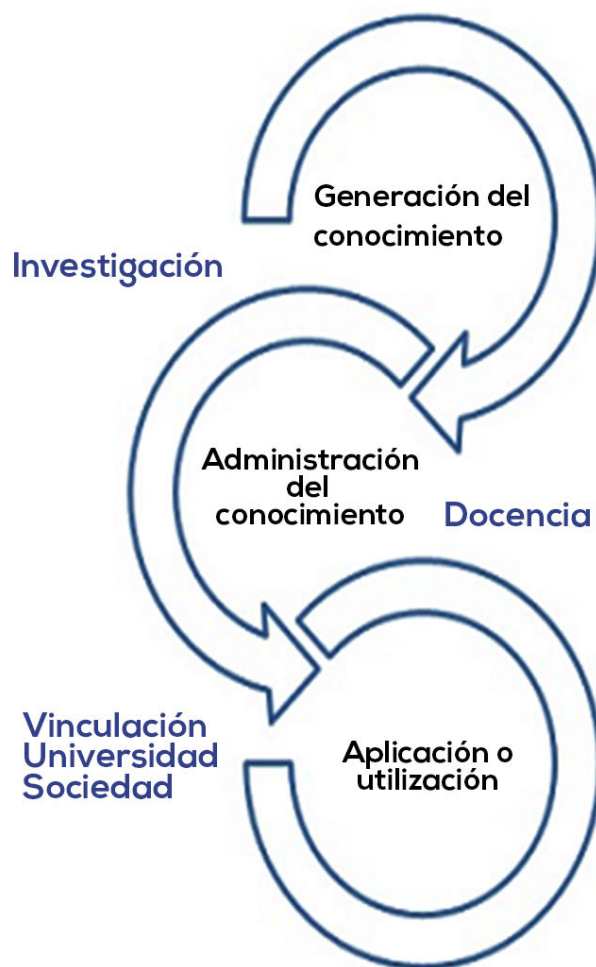 Generación del
conocimiento
Investigación
Administración
del
conocimiento
Docencia
Vinculación
Universidad
Sociedad
Aplicación o
utilización